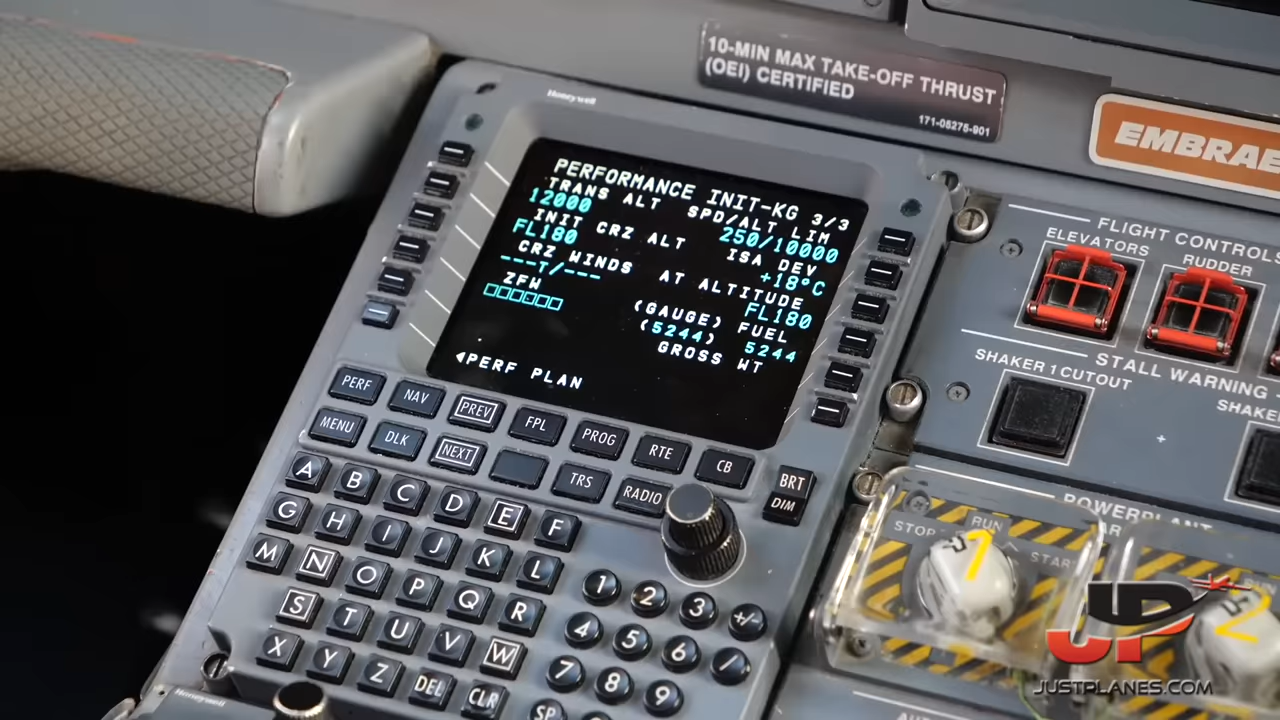 10-MIN MAX TAKE-OFF THRUST
(OEI) CERTIFIED
171-08275-901
Honeywell
PERFORMANCE INIT-KG 3/3
TRANS ALT SPD/ALT LIM
12000 250/10000
INIT CRZ ALT ISA DEV
FL180 +18°C
CRZ WINDS AT ALTITUDE
---T/--- FL180
ZFW (GAUGE) FUEL
□□□□□□ (5244) 5244
GROSS WT
◀PERF PLAN
PERF NAV PREV FPL PROG RTE CB
MENU DLK NEXT TRS RADIO
BRT
DIM
A B C D E F
G H I J K L
M N O P Q R
S T U V W
X Y Z DEL CLR
1 2 3 +/-
4 5 6 /
7 8 9
SP
Honeywell
FLIGHT CONTROLS
ELEVATORS RUDDER
STALL WARNING
SHAKER 1 CUTOUT
POWERPLANT
STOP RUN START
1
2
JP
JUSTPLANES.COM